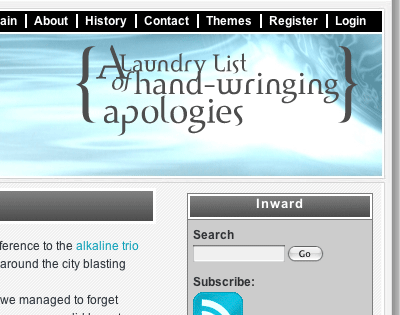 ain | About | History | Contact | Themes | Register | Login
{A Laundry List
of hand-wringing
apologies}
Inward
Search
Go
ference to the alkaline trio
around the city blasting
Subscribe:
we managed to forget